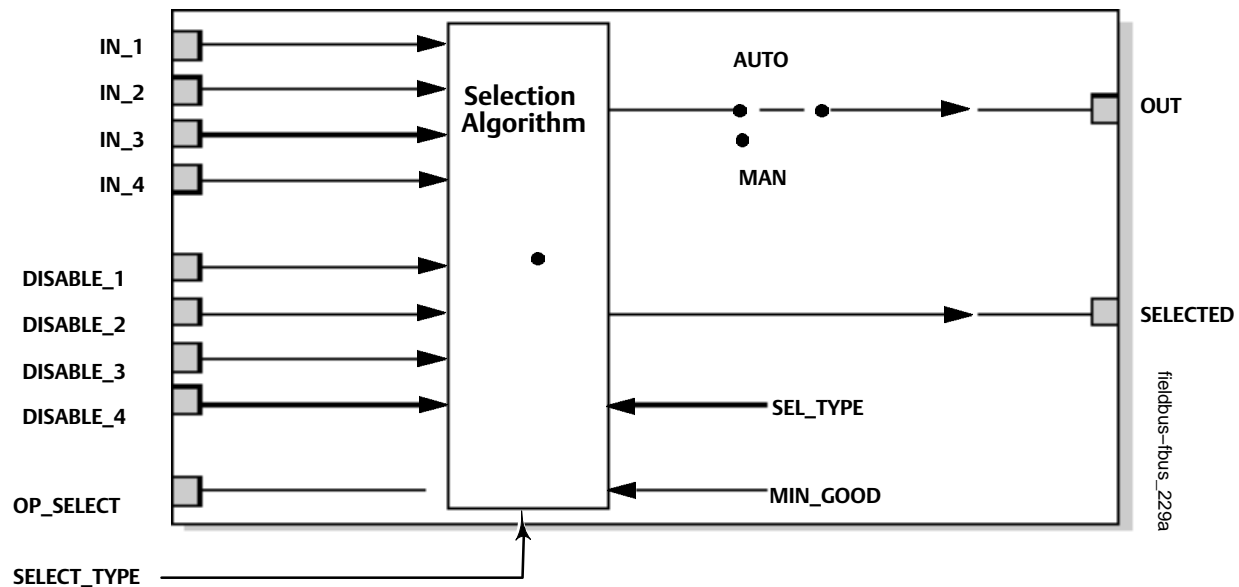 IN_1
IN_2
IN_3
IN_4
DISABLE_1
DISABLE_2
DISABLE_3
DISABLE_4
OP_SELECT
SELECT_TYPE
Selection
Algorithm
AUTO
MAN
OUT
SELECTED
SEL_TYPE
MIN_GOOD
fieldbus−fbus_229a